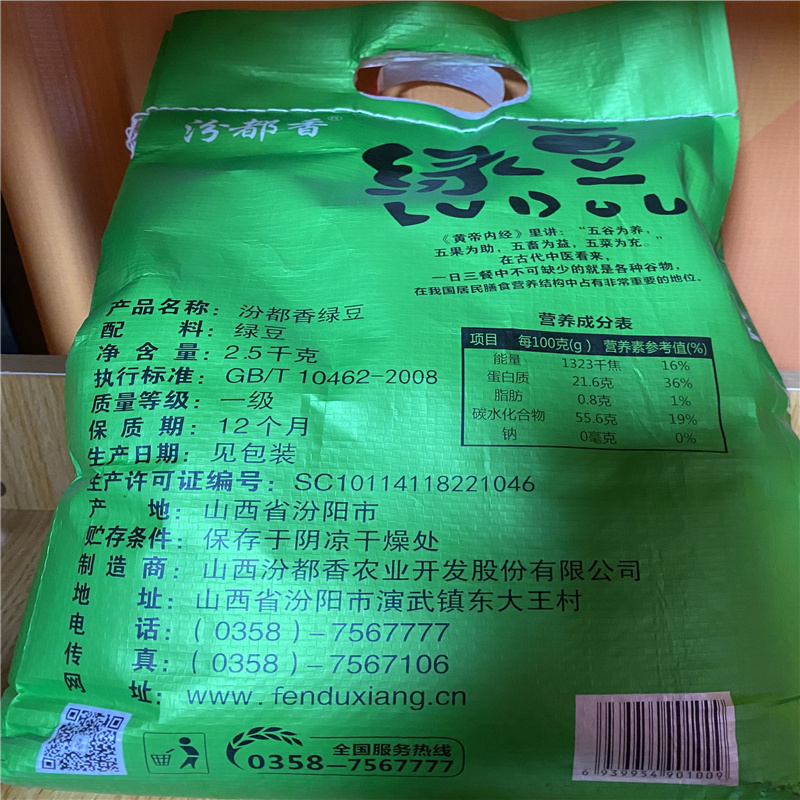 汾都香®
绿豆
LUDOU
《黄帝内经》里讲：“五谷为养，
五果为助，五畜为益，五菜为充。”
在古代中医看来，
一日三餐中不可缺少的就是各种谷物，
在我国居民膳食营养结构中占有非常重要的地位。
产品名称：汾都香绿豆
配 料：绿豆
净含量：2.5千克
执行标准：GB/T 10462-2008
质量等级：一级
保质期：12个月
生产日期：见包装
生产许可证编号：SC10114118221046
产 地：山西省汾阳市
贮存条件：保存于阴凉干燥处
制造商：山西汾都香农业开发股份有限公司
地 址：山西省汾阳市演武镇东大王村
电 话：（0358）-7567777
传 真：（0358）-7567106
网 址：www.fenduxiang.cn
营养成分表
项目 每100克(g) 营养素参考值(%)
能量 1323千焦 16%
蛋白质 21.6克 36%
脂肪 0.8克 1%
碳水化合物 55.6克 19%
钠 0毫克 0%
全国服务热线
0358-7567777
6 939954 901009